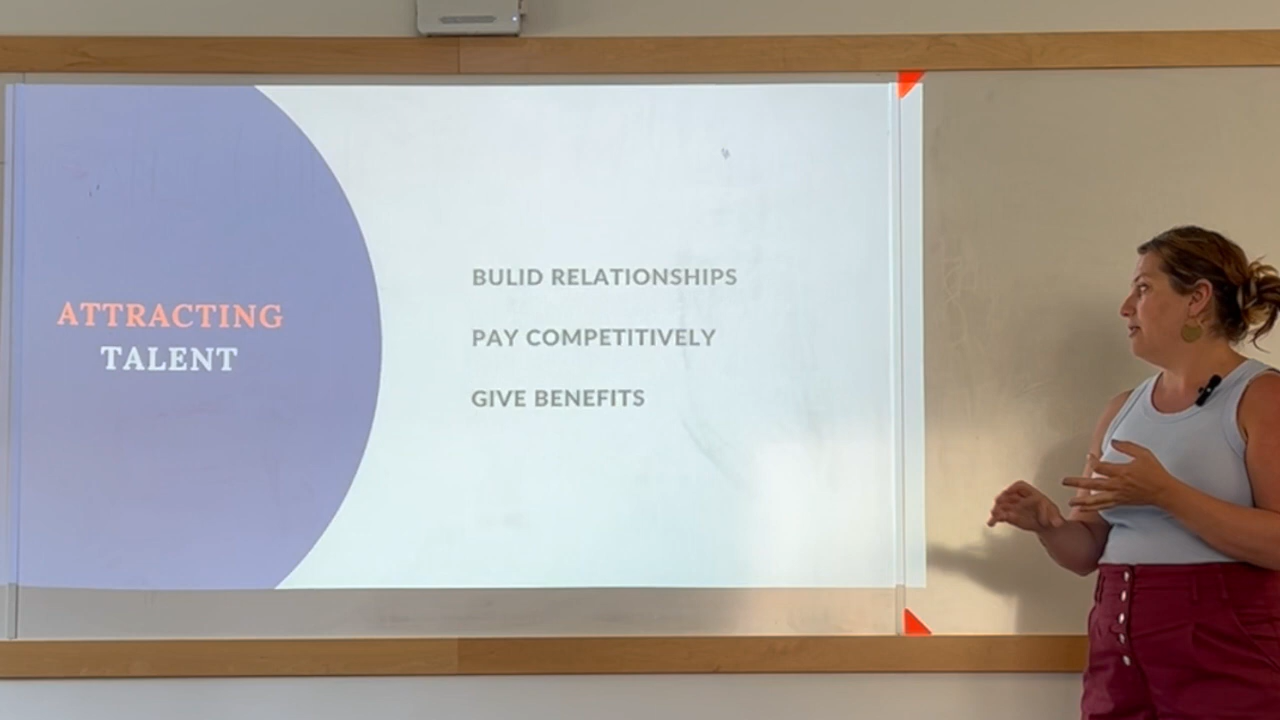 ATTRACTING
TALENT
BULID RELATIONSHIPS
PAY COMPETITIVELY
GIVE BENEFITS